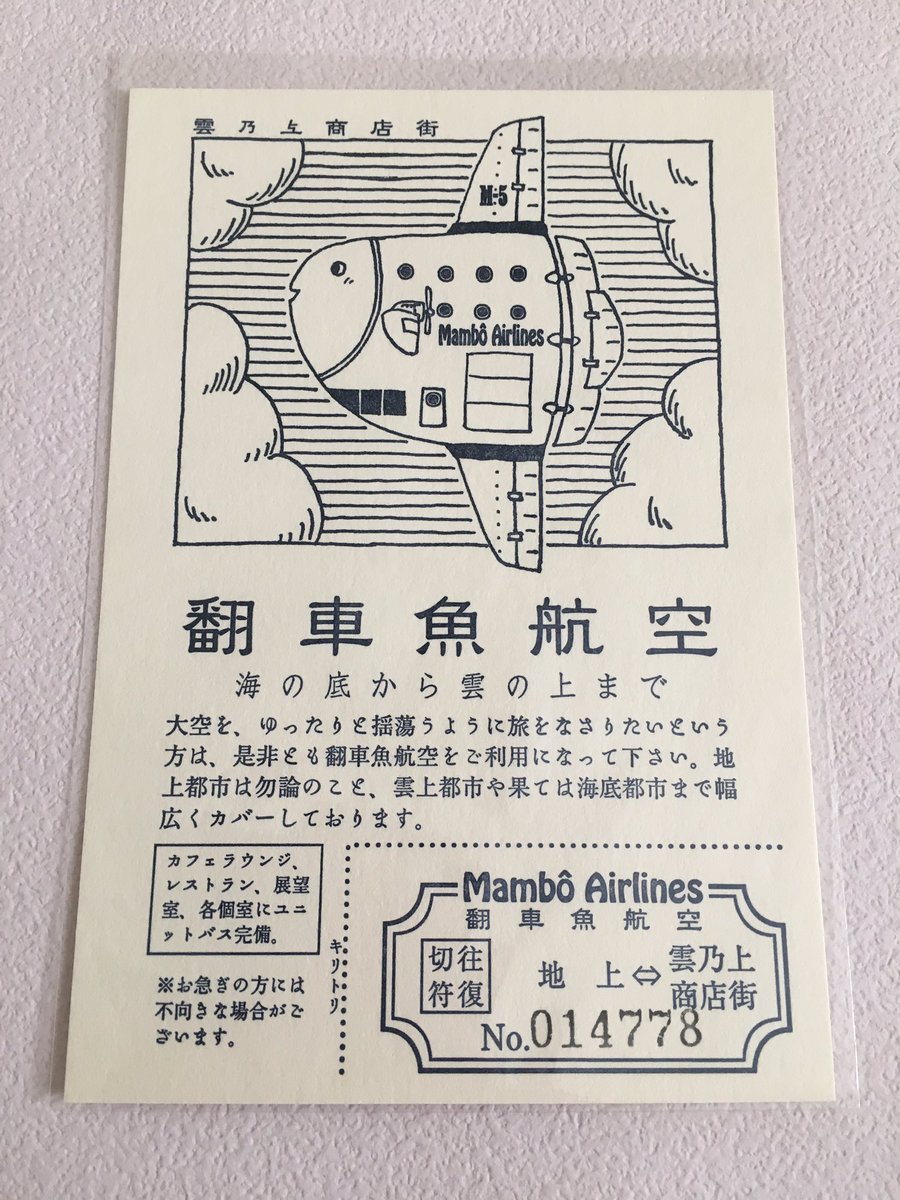 雲乃上商店街
M-5
Mambô Airlines
翻車魚航空
海の底から雲の上まで
大空を、ゆったりと揺蕩うように旅をなさりたいという
方は、是非とも翻車魚航空をご利用になって下さい。地
上都市は勿論のこと、雲上都市や果ては海底都市まで幅
広くカバーしております。
カフェラウンジ、
レストラン、展望
室、各個室にユニ
ットバス完備。
※お急ぎの方には
不向きな場合がご
ざいます。
キリトリ
Mambô Airlines
翻車魚航空
往復
切符
地上⇔雲乃上
商店街
No.014778